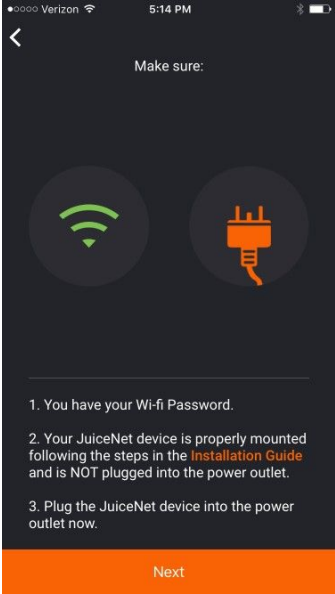 Verizon 5:14 PM
Make sure:
1. You have your Wi-fi Password.
2. Your JuiceNet device is properly mounted
following the steps in the Installation Guide
and is NOT plugged into the power outlet.
3. Plug the JuiceNet device into the power
outlet now.
Next